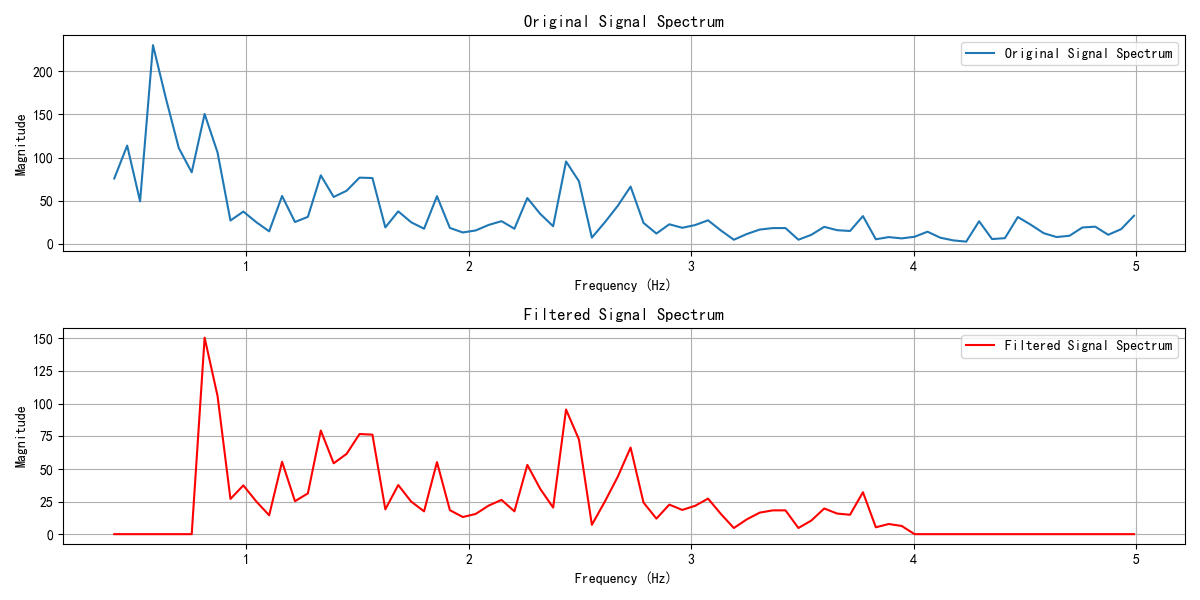 Original Signal Spectrum
Original Signal Spectrum
Magnitude
200
150
100
50
0
1
2
3
4
5
Frequency (Hz)
Filtered Signal Spectrum
Filtered Signal Spectrum
Magnitude
150
125
100
75
50
25
0
1
2
3
4
5
Frequency (Hz)